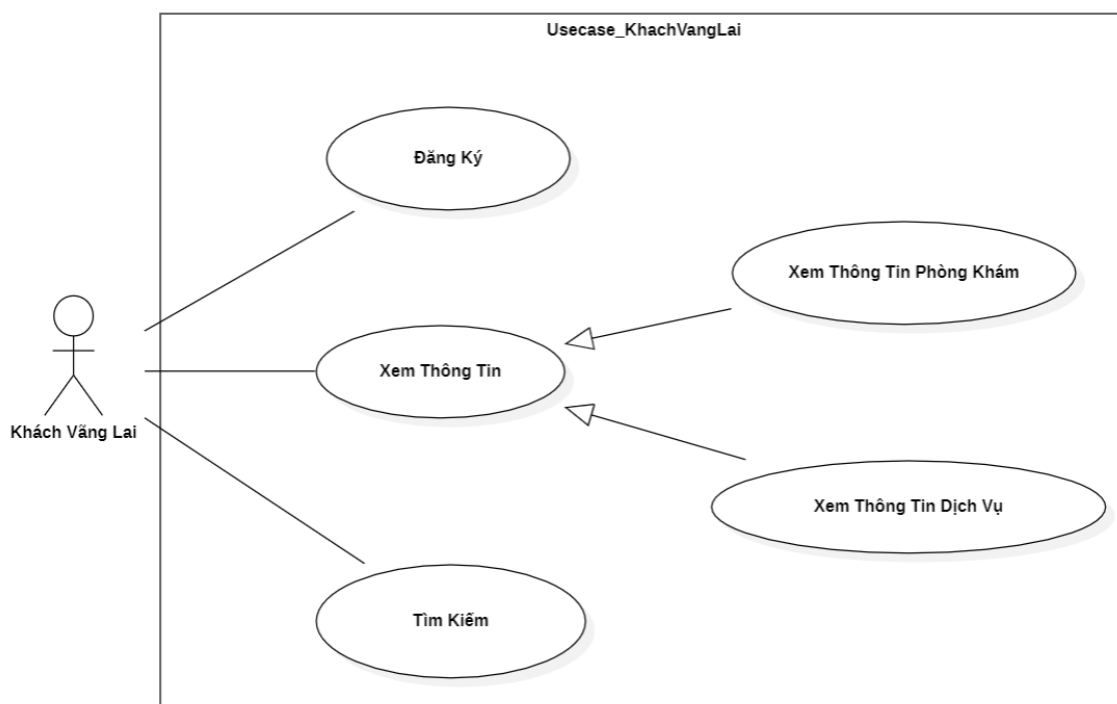 Usecase_KhachVangLai
Đăng Ký
Xem Thông Tin Phòng Khám
Xem Thông Tin
Khách Vãng Lai
Xem Thông Tin Dịch Vụ
Tìm Kiếm